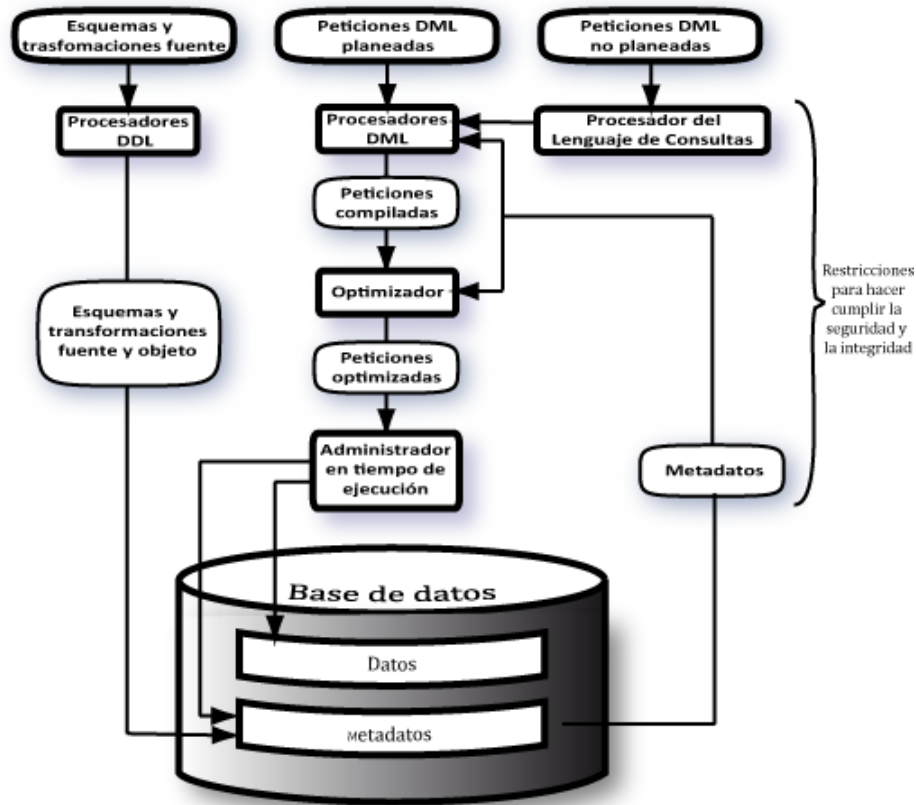 Esquemas y
trasfomaciones fuente
Peticiones DML
planeadas
Peticiones DML
no planeadas
Procesadores
DDL
Procesadores
DML
Procesador del
Lenguaje de Consultas
Peticiones
compiladas
Optimizador
Restricciones
para hacer
cumplir la
seguridad y
la integridad
Esquemas y
transformaciones
fuente y objeto
Peticiones
optimizadas
Administrador
en tiempo de
ejecución
Metadatos
Base de datos
Datos
Metadatos